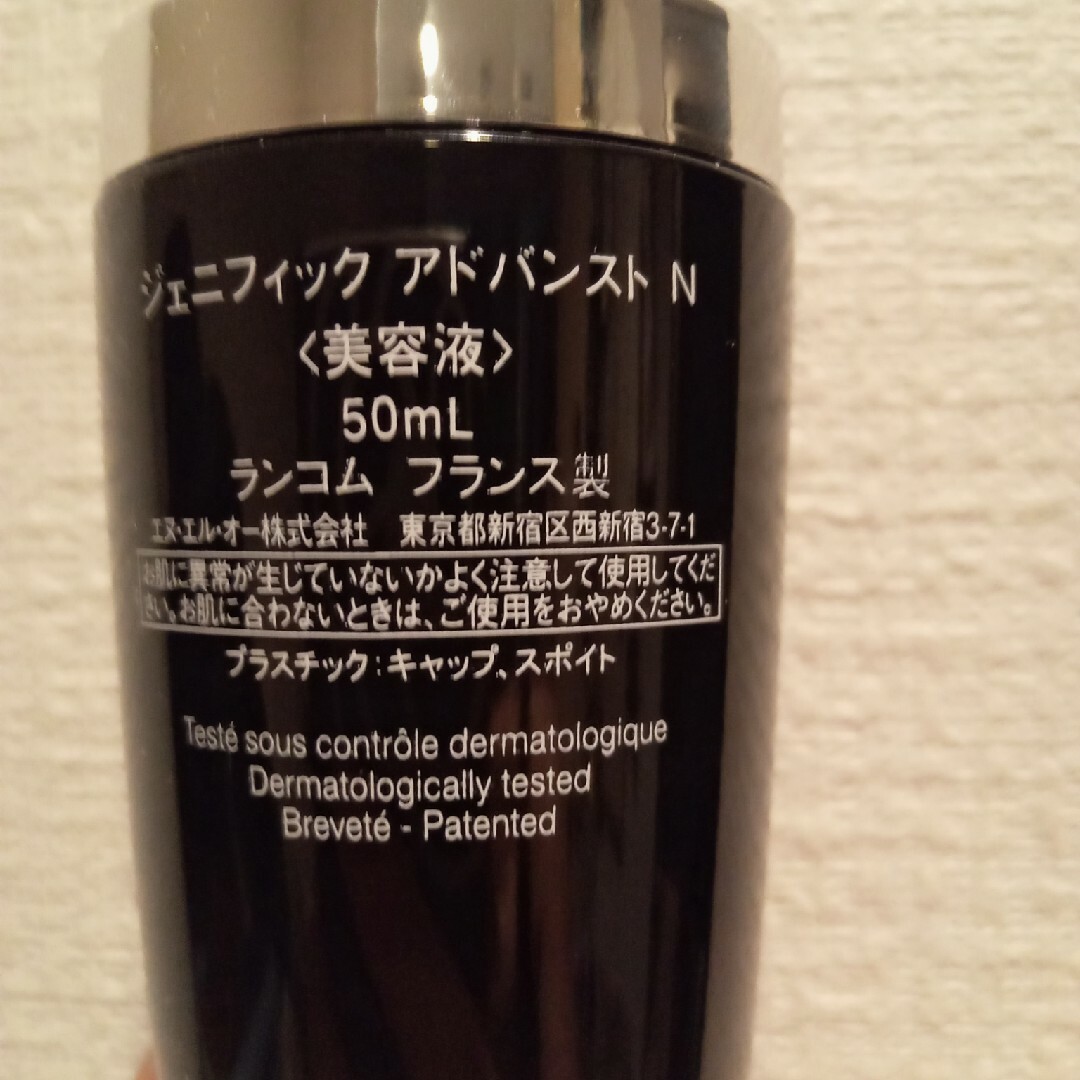 ジェニフィック アドバンスト N
〈美容液〉
50mL
ランコム フランス製
エヌ・エル・オー株式会社 東京都新宿区西新宿3-7-1
お肌に異常が生じていないかよく注意して使用してくだ
さい。お肌に合わないときは、ご使用をおやめください。
プラスチック:キャップ、スポイト
Testé sous contrôle dermatologique
Dermatologically tested
Breveté - Patented